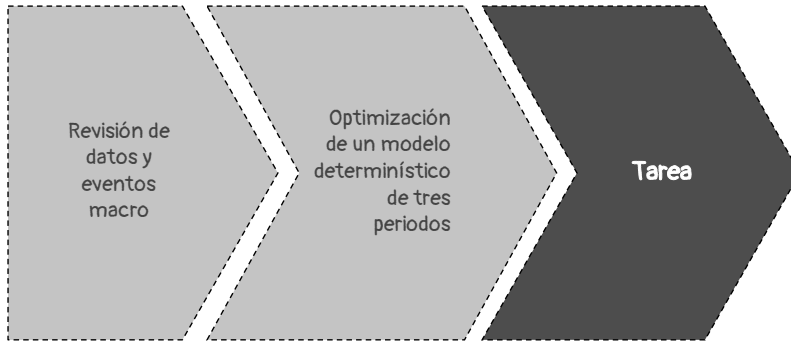 Revisión de
datos y
eventos
macro
Optimización
de un modelo
determinístico
de tres
periodos
Tarea